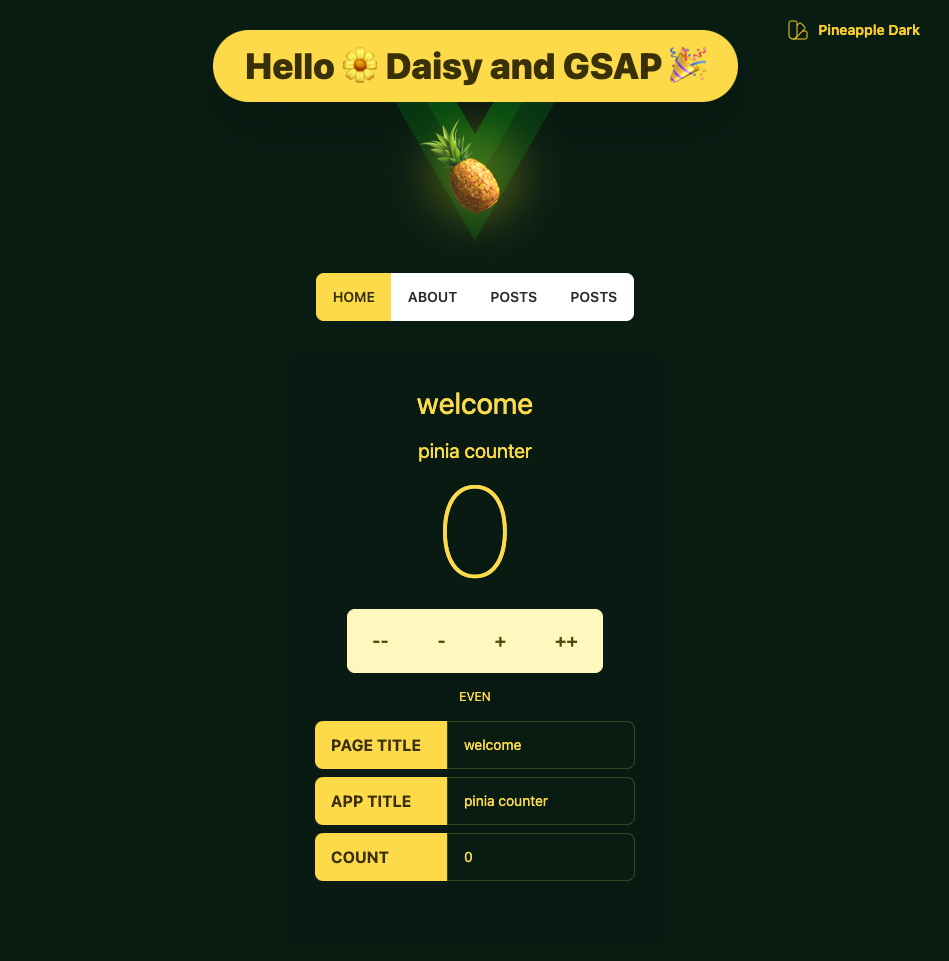 Pineapple Dark
Hello 🌼 Daisy and GSAP 🎉
HOME ABOUT POSTS POSTS
welcome
pinia counter
0
-- - + ++
EVEN
PAGE TITLE welcome
APP TITLE pinia counter
COUNT 0